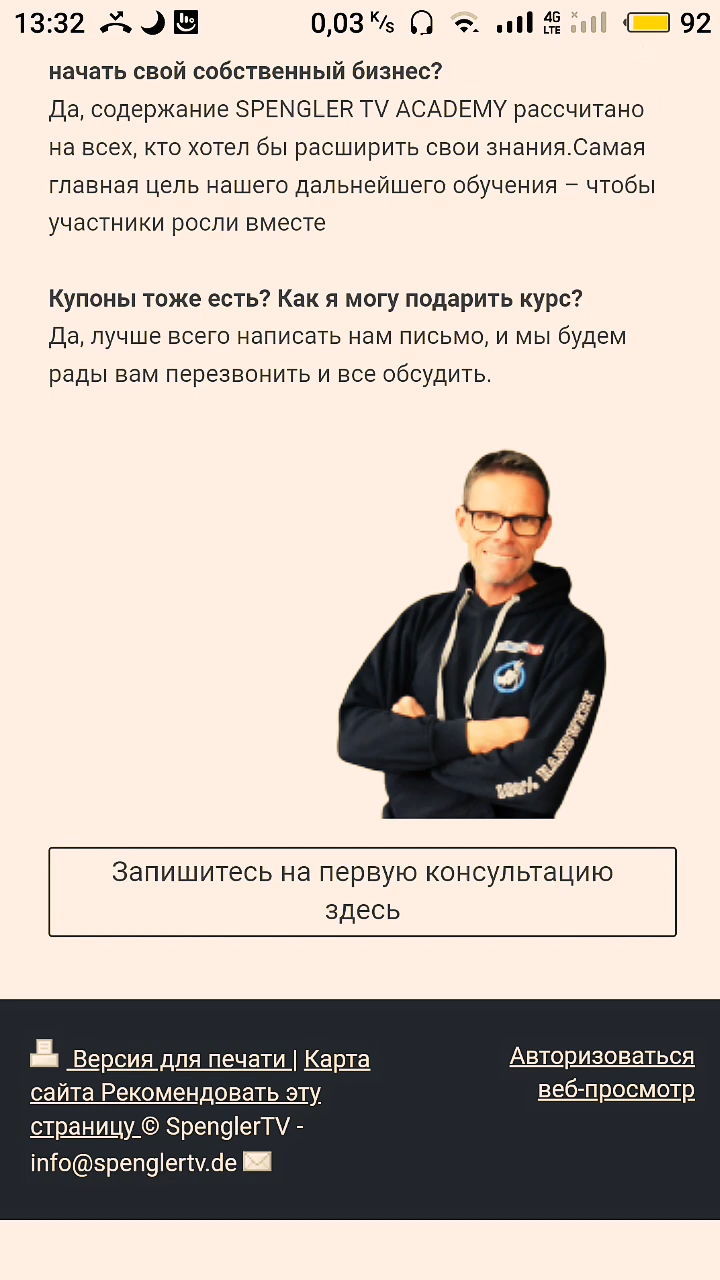 13:32 0,03 K/s 4G LTE 92
начать свой собственный бизнес?
Да, содержание SPENGLER TV ACADEMY рассчитано
на всех, кто хотел бы расширить свои знания.Самая
главная цель нашего дальнейшего обучения – чтобы
участники росли вместе
Купоны тоже есть? Как я могу подарить курс?
Да, лучше всего написать нам письмо, и мы будем
рады вам перезвонить и все обсудить.
100% HANDWERK
Запишитесь на первую консультацию
здесь
Версия для печати | Карта
сайта Рекомендовать эту
страницу © SpenglerTV -
info@spenglertv.de
Авторизоваться
веб-просмотр